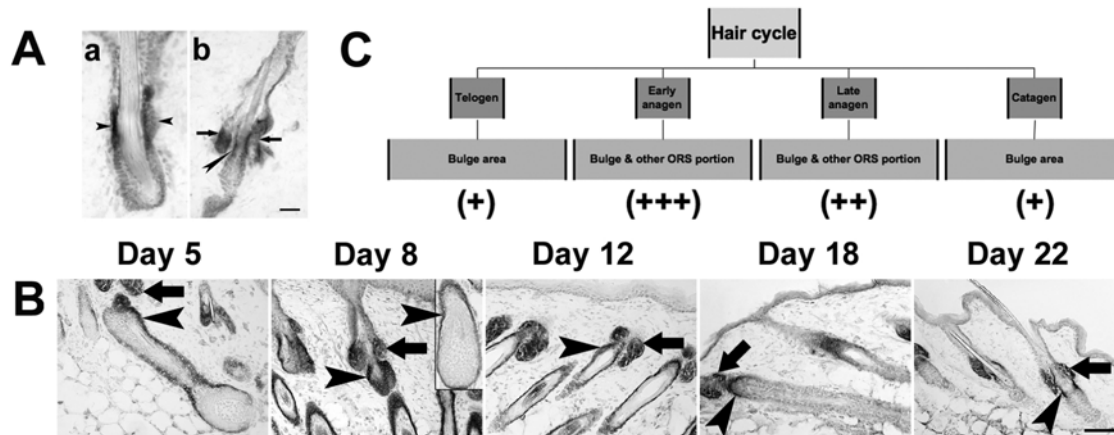 A
a
b
C
Hair cycle
Telogen
Early
anagen
Late
anagen
Catagen
Bulge area
Bulge & other ORS portion
Bulge & other ORS portion
Bulge area
(+)
(+++)
(++)
(+)
Day 5
Day 8
Day 12
Day 18
Day 22
B